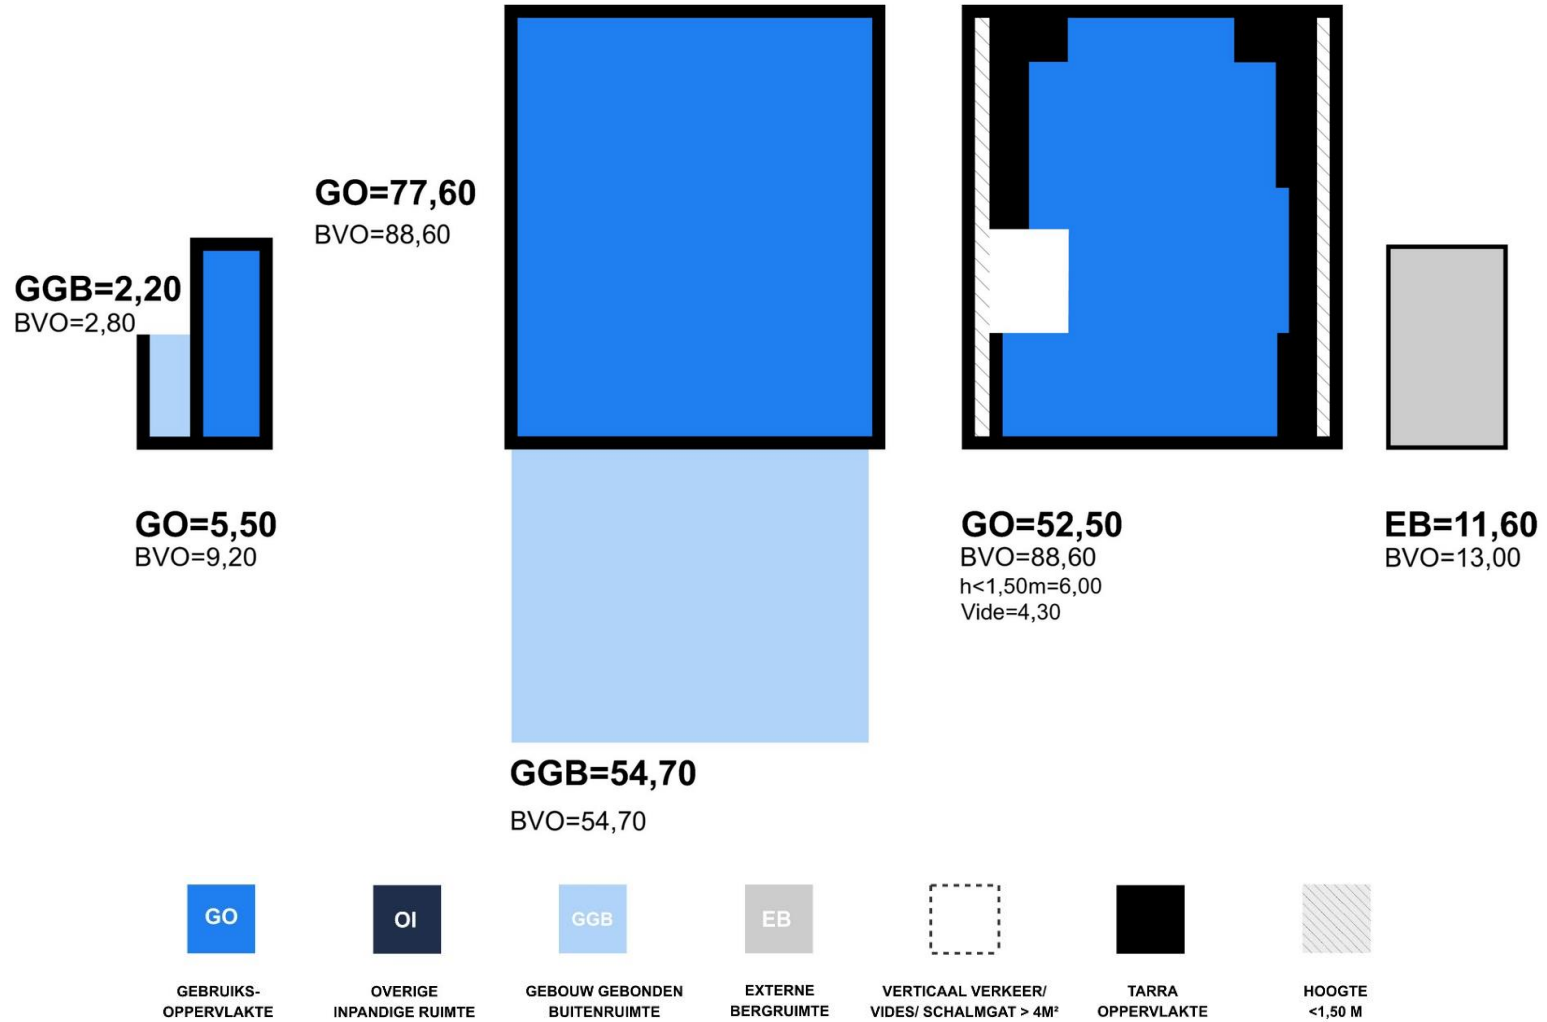 GGB=2,20
BVO=2,80
GO=5,50
BVO=9,20
GO=77,60
BVO=88,60
GGB=54,70
BVO=54,70
GO=52,50
BVO=88,60
h<1,50m=6,00
Vide=4,30
EB=11,60
BVO=13,00
GO
GEBRUIKS-
OPPERVLAKTE
OI
OVERIGE
INPANDIGE RUIMTE
GGB
GEBOUW GEBONDEN
BUITENRUIMTE
EB
EXTERNE
BERGRUIMTE
VERTICAAL VERKEER/
VIDES/ SCHALMGAT > 4M²
TARRA
OPPERVLAKTE
HOOGTE
<1,50 M